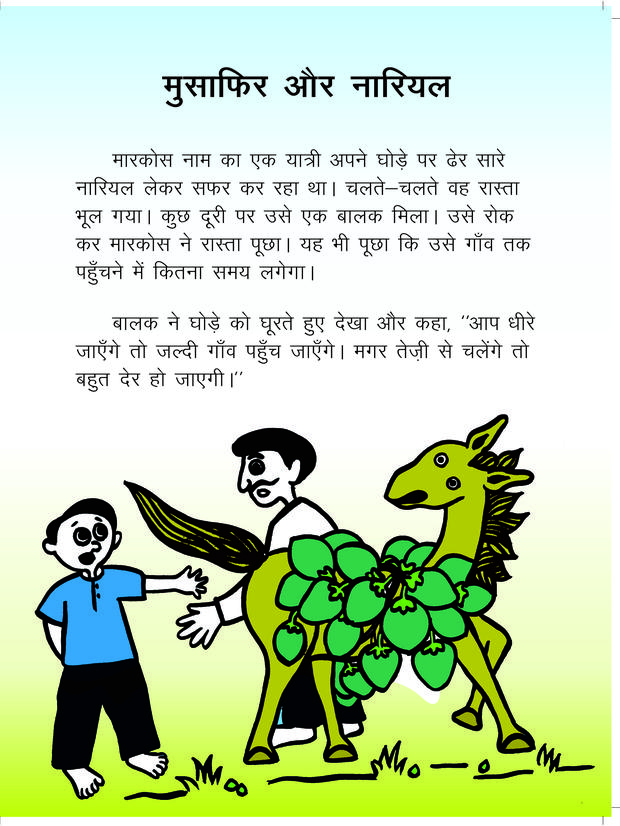 मुसाफिर और नारियल
मारकोस नाम का एक यात्री अपने घोड़े पर ढेर सारे
नारियल लेकर सफर कर रहा था। चलते–चलते वह रास्ता
भूल गया। कुछ दूरी पर उसे एक बालक मिला। उसे रोक
कर मारकोस ने रास्ता पूछा। यह भी पूछा कि उसे गाँव तक
पहुँचने में कितना समय लगेगा।
बालक ने घोड़े को घूरते हुए देखा और कहा, ''आप धीरे
जाएँगे तो जल्दी गाँव पहुँच जाएँगे। मगर तेज़ी से चलेंगे तो
बहुत देर हो जाएगी।''